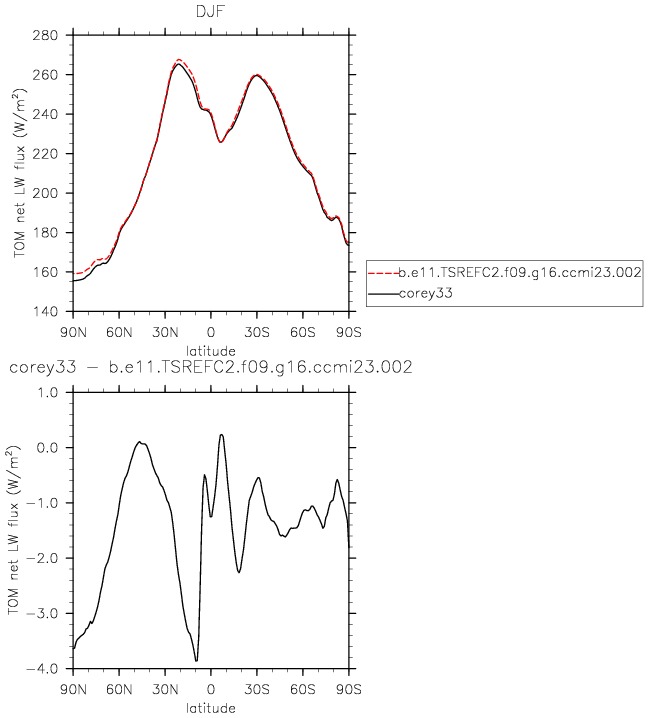 DJF
TOM net LW flux (W/m²)
280
260
240
220
200
180
160
140
90N 60N 30N 0 30S 60S 90S
latitude
b.e11.TSREFC2.f09.g16.ccmi23.002
corey33
corey33 − b.e11.TSREFC2.f09.g16.ccmi23.002
TOM net LW flux (W/m²)
1.0
0.0
−1.0
−2.0
−3.0
−4.0
90N 60N 30N 0 30S 60S 90S
latitude